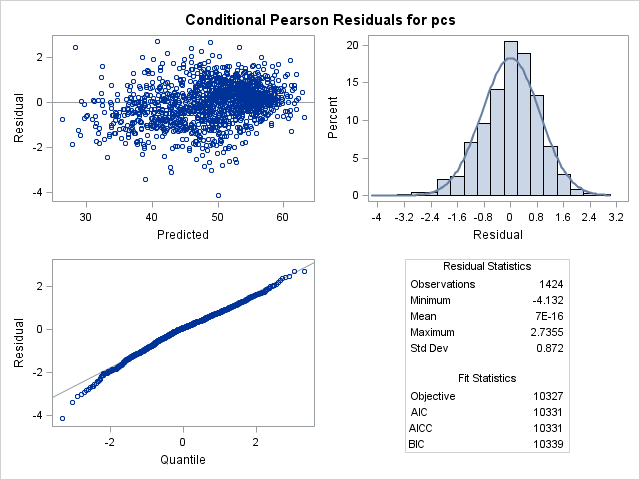 Conditional Pearson Residuals for pcs
2
0
-2
-4
Residual
30 40 50 60
Predicted
20
15
10
5
0
Percent
-4 -3.2 -2.4 -1.6 -0.8 0 0.8 1.6 2.4 3.2
Residual
2
0
-2
-4
Residual
-2 0 2
Quantile
Residual Statistics
Observations 1424
Minimum -4.132
Mean 7E-16
Maximum 2.7355
Std Dev 0.872
Fit Statistics
Objective 10327
AIC 10331
AICC 10331
BIC 10339